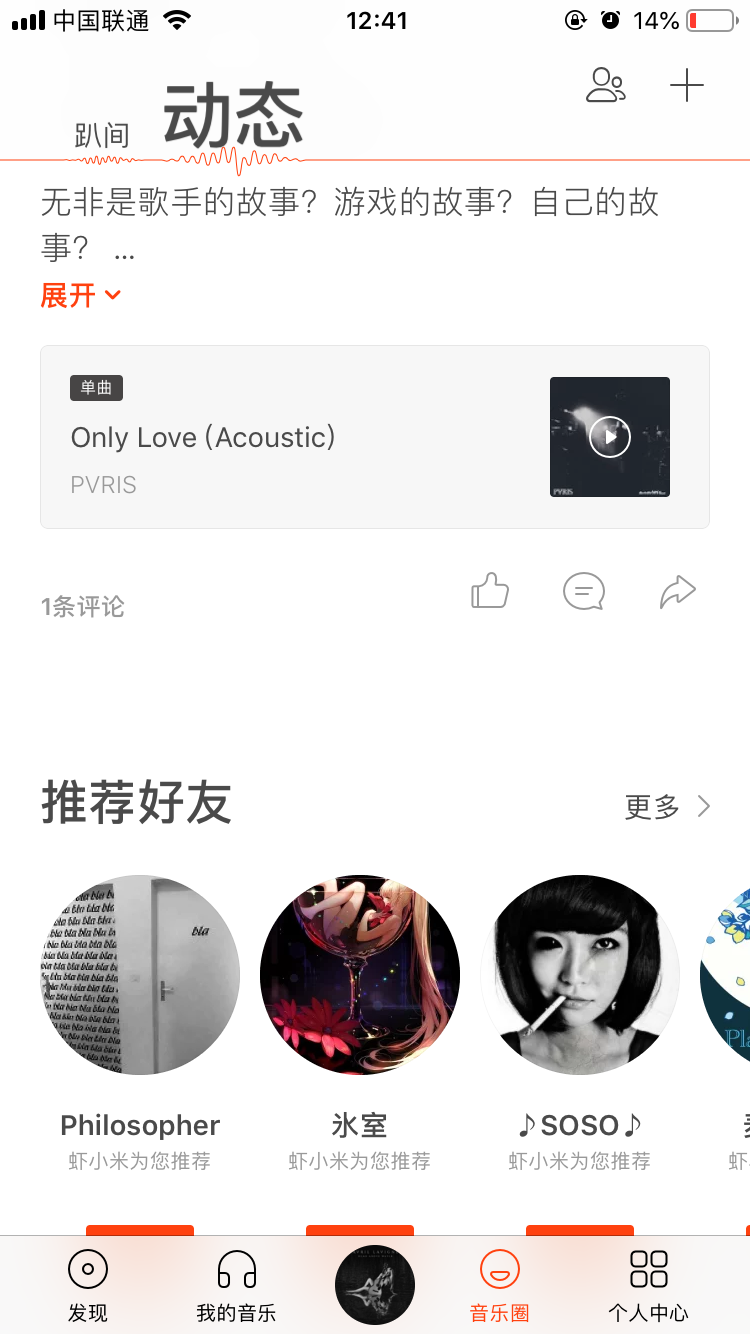 中国联通 12:41 14%
趴间 动态
无非是歌手的故事？游戏的故事？自己的故
事？ ...
展开
单曲
Only Love (Acoustic)
PVRIS
PVRIS
1条评论
推荐好友 更多
bla
Philosopher 氷室 ♪SOSO♪
虾小米为您推荐 虾小米为您推荐 虾小米为您推荐 虾
发现 我的音乐 音乐圈 个人中心